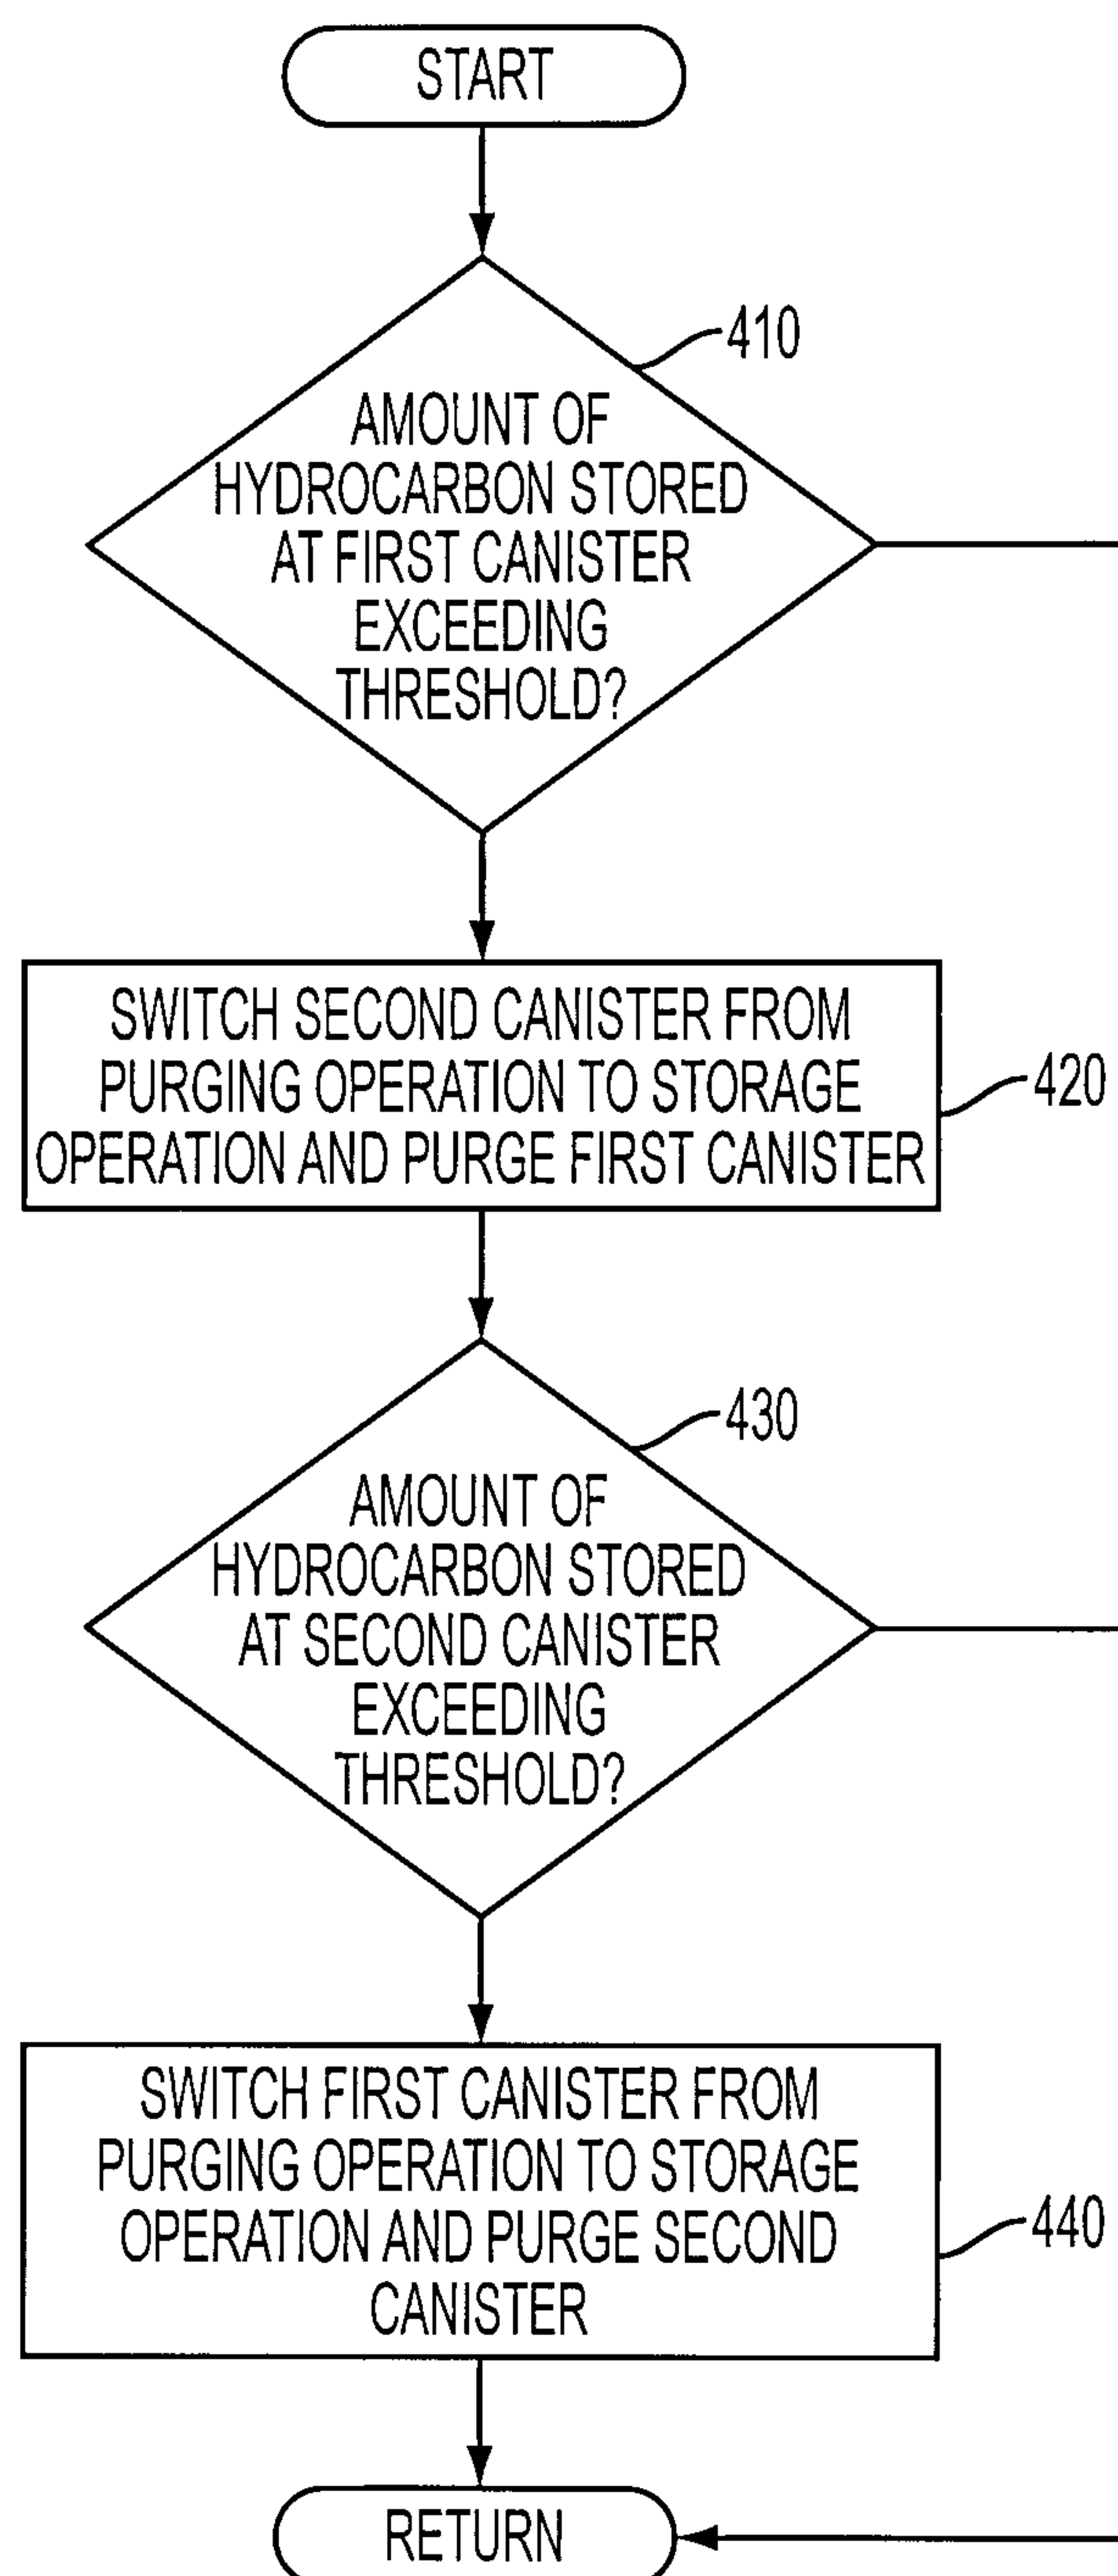 START
410
AMOUNT OF
HYDROCARBON STORED
AT FIRST CANISTER
EXCEEDING
THRESHOLD?
SWITCH SECOND CANISTER FROM
PURGING OPERATION TO STORAGE
OPERATION AND PURGE FIRST CANISTER
420
430
AMOUNT OF
HYDROCARBON STORED
AT SECOND CANISTER
EXCEEDING
THRESHOLD?
SWITCH FIRST CANISTER FROM
PURGING OPERATION TO STORAGE
OPERATION AND PURGE SECOND
CANISTER
440
RETURN